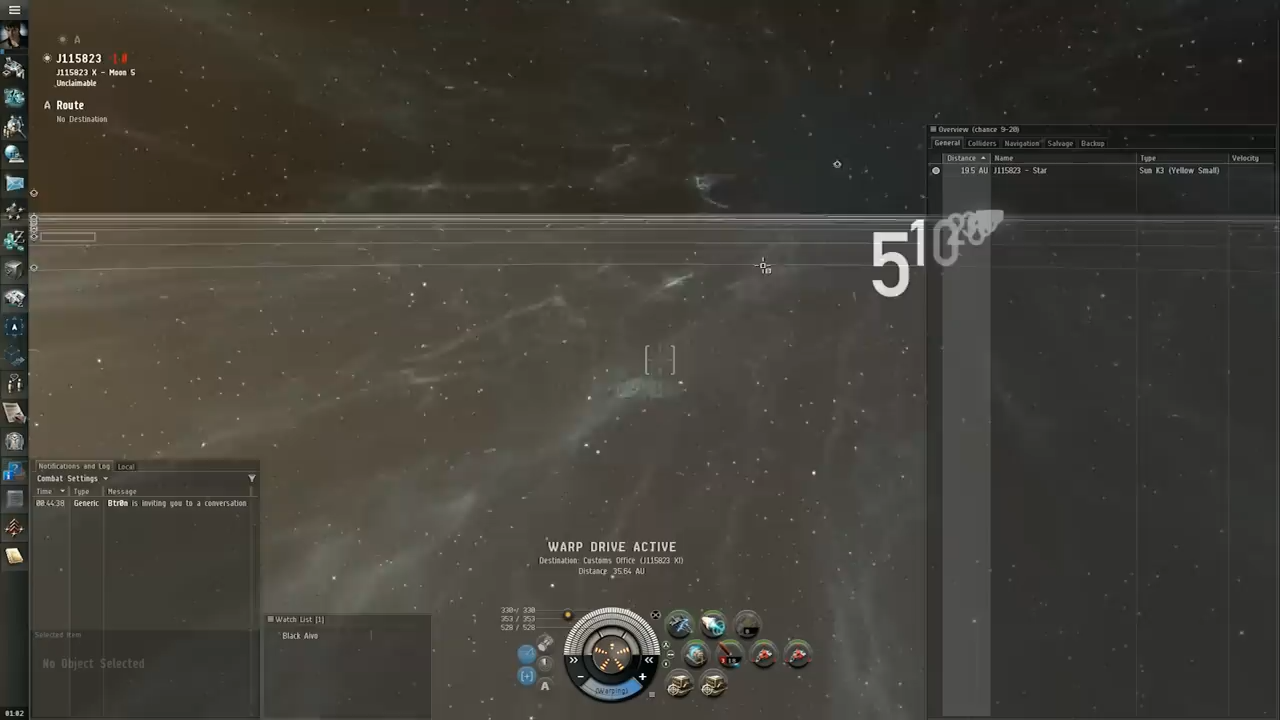 A
J115823
J115823 X - Moon 5
Unclaimable
A Route
No Destination
Overview (chance 9-20)
General Colliders Navigation Salvage Backup
Distance Name Type Velocity
19.5 AU J115823 - Star Sun K3 (Yellow Small)
5 1 0
Notifications and Log Local
Combat Settings
Time Type Message
00:44:38 Generic Btr0n is inviting you to a conversation
WARP DRIVE ACTIVE
Destination: Customs Office (J115823 XI)
Distance: 35.64 AU
330 / 330
353 / 353
528 / 528
Watch List [1]
Black Aivo
Selected Item
No Object Selected
A
(Warping)
01:02